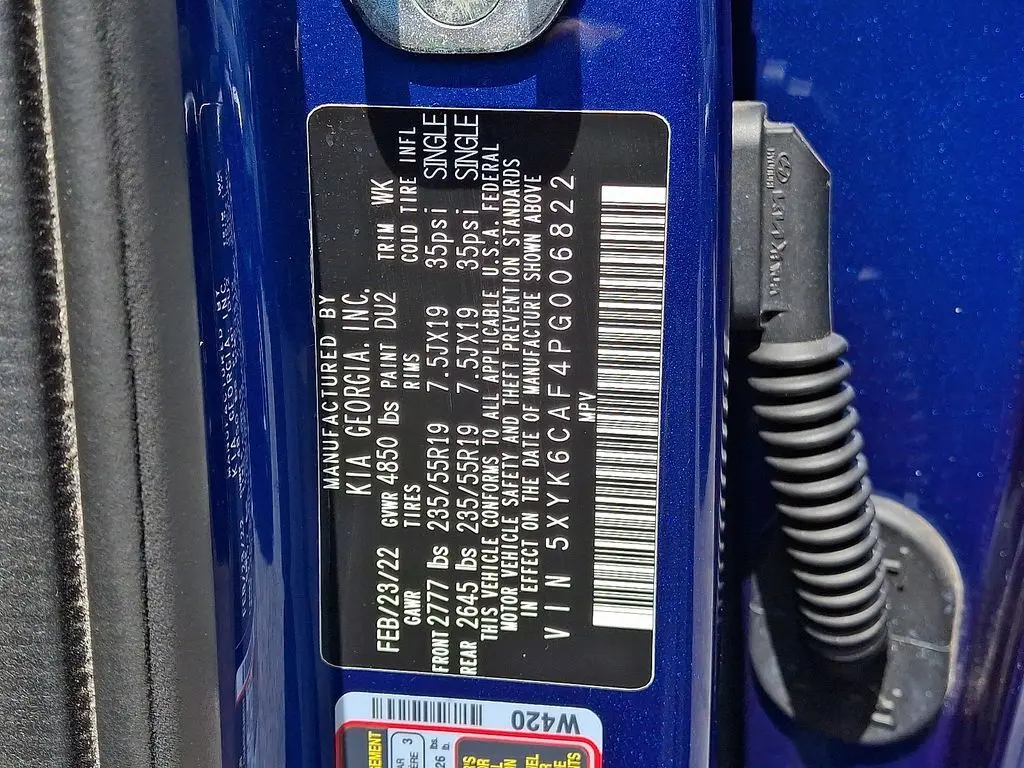 MANUFACTURED BY
KIA GEORGIA. INC.
FEB/23/22 GVWR 4850 lbs PAINT DU2 TRIM WK
GAWR TIRES RIMS COLD TIRE INFL
FRONT 2777 lbs 235/55R19 7.5JX19 35psi SINGLE
REAR 2645 lbs 235/55R19 7.5JX19 35psi SINGLE
THIS VEHICLE CONFORMS TO ALL APPLICABLE U.S.A. FEDERAL
MOTOR VEHICLE SAFETY AND THEFT PREVENTION STANDARDS
IN EFFECT ON THE DATE OF MANUFACTURE SHOWN ABOVE
VIN 5XYK6CAF4PG006822
MPV
W420